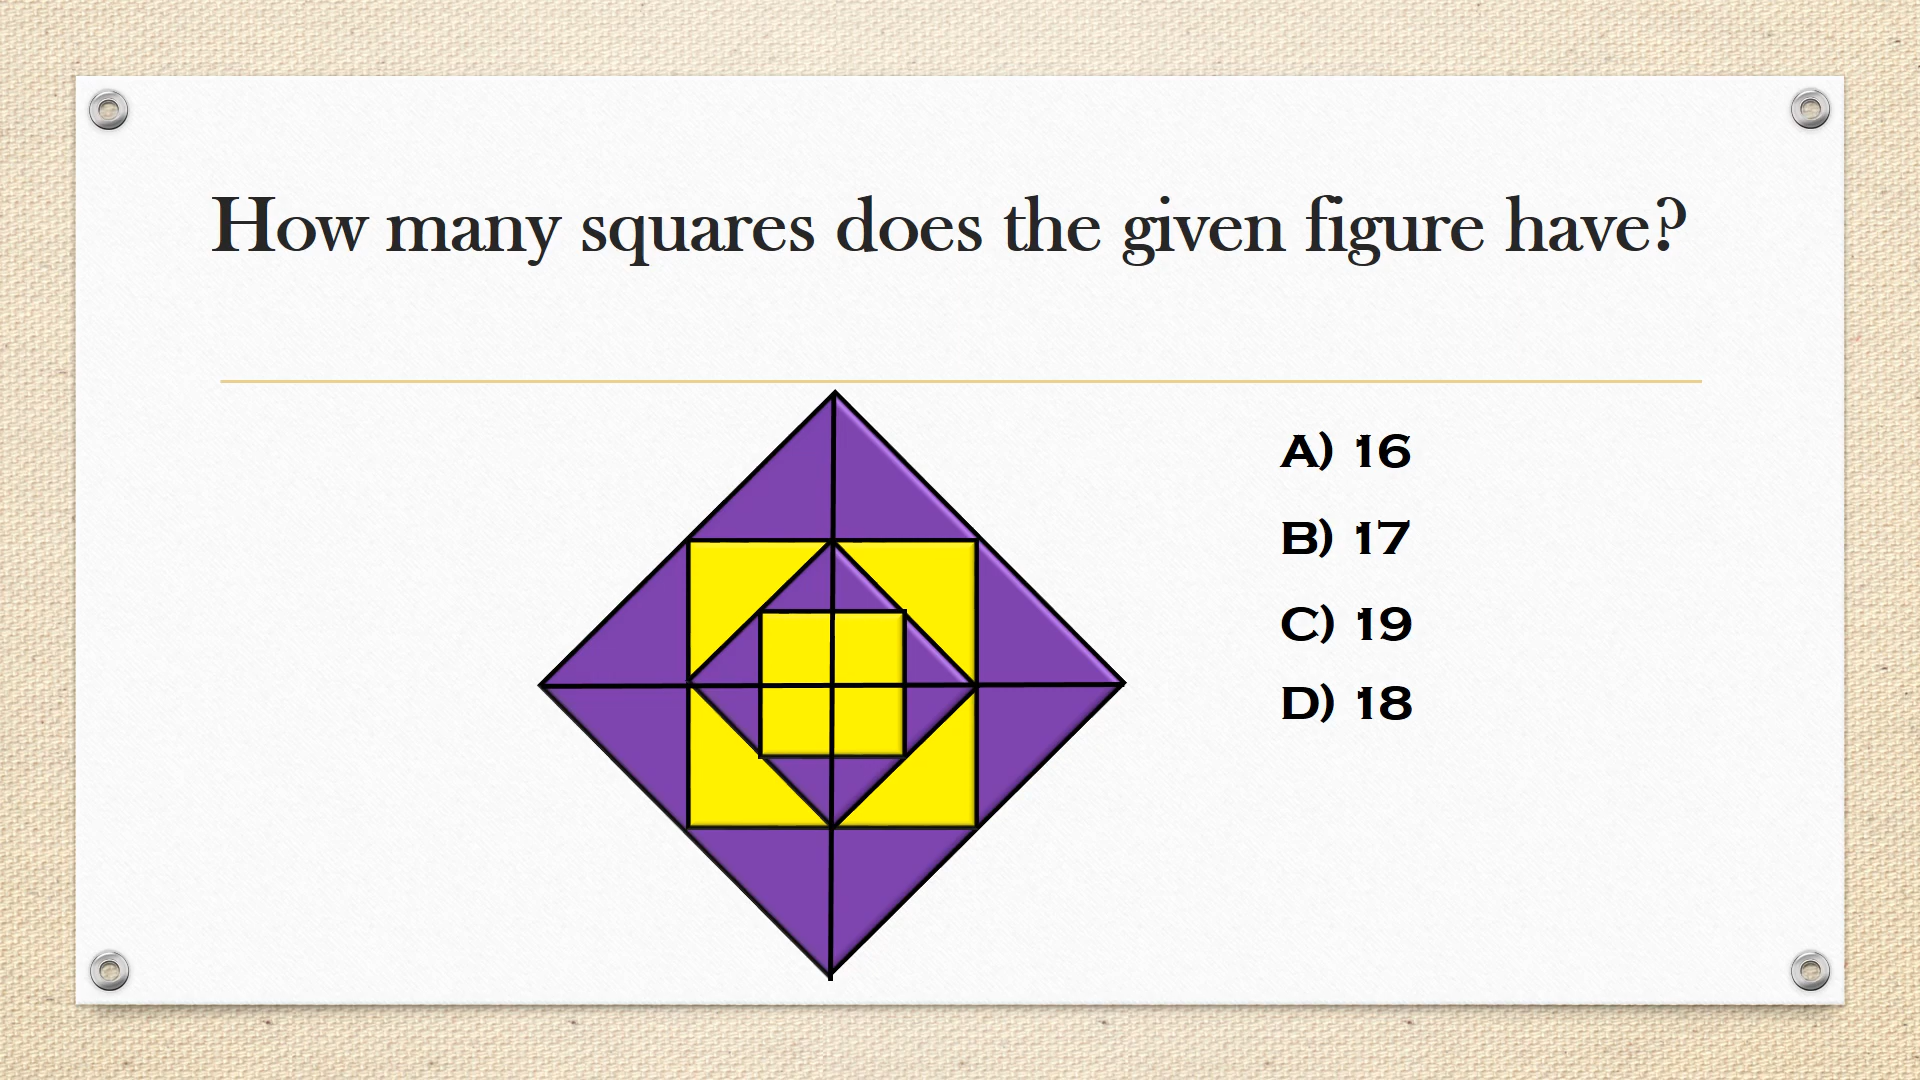 How many squares does the given figure have?
A) 16
B) 17
C) 19
D) 18